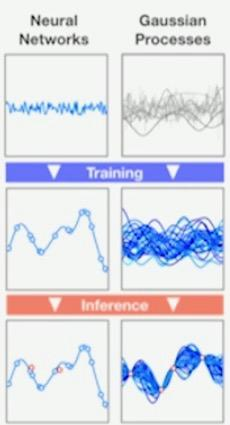 Neural
Networks
Gaussian
Processes
Training
Inference